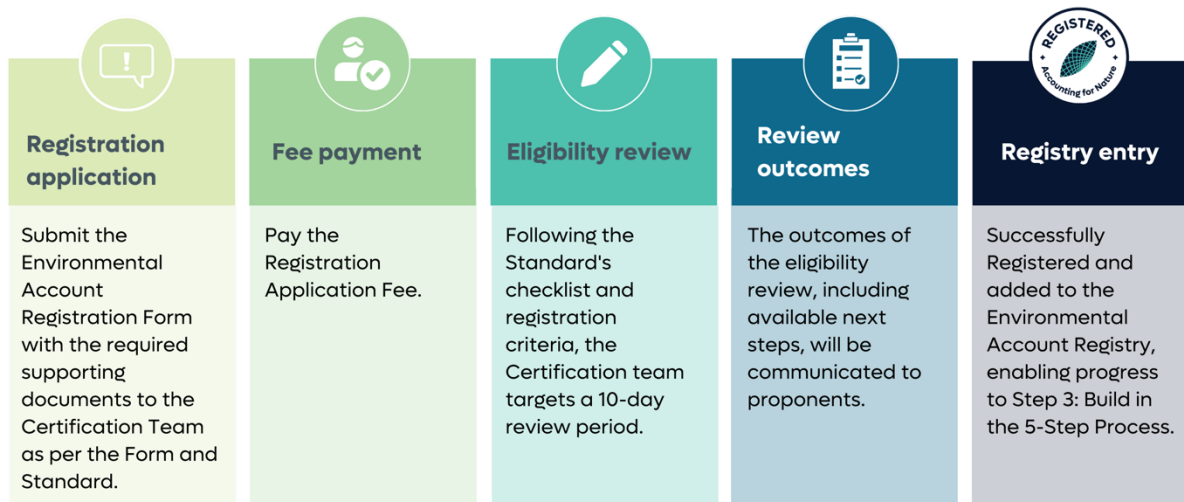 !
REGISTERED
Accounting for Nature
Registration
application
Submit the
Environmental
Account
Registration Form
with the required
supporting
documents to the
Certification Team
as per the Form and
Standard.
Fee payment
Pay the
Registration
Application Fee.
Eligibility review
Following the
Standard's
checklist and
registration
criteria, the
Certification team
targets a 10-day
review period.
Review
outcomes
The outcomes of
the eligibility
review, including
available next
steps, will be
communicated to
proponents.
Registry entry
Successfully
Registered and
added to the
Environmental
Account Registry,
enabling progress
to Step 3: Build in
the 5-Step Process.